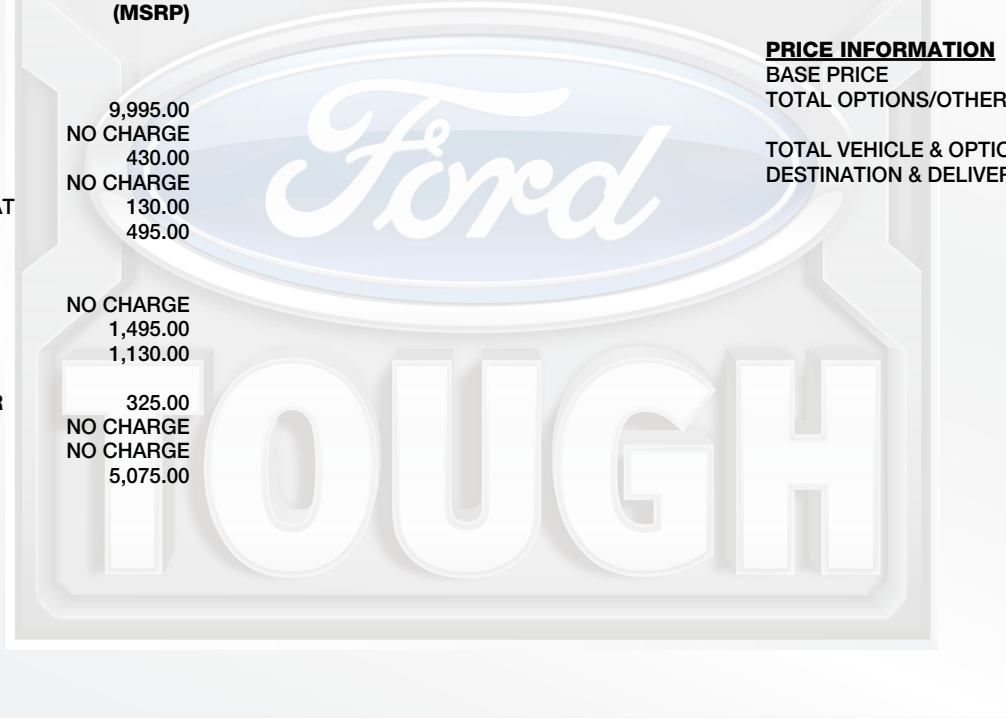 (MSRP)
9,995.00
NO CHARGE
430.00
NO CHARGE
AT 130.00
495.00
NO CHARGE
1,495.00
1,130.00
R 325.00
NO CHARGE
NO CHARGE
5,075.00
PRICE INFORMATION
BASE PRICE
TOTAL OPTIONS/OTHER
TOTAL VEHICLE & OPTIO
DESTINATION & DELIVER
Ford
TOUGH